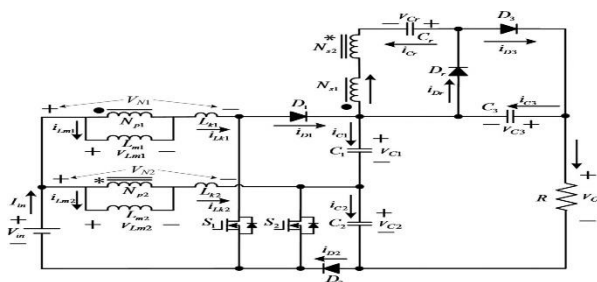 v_Cr
*
N_s2
C_r
i_Cr
D_3
i_D3
N_s1
D_r
i_Dr
V_N1
N_p1
L_k1
D_1
i_C1
C_3
i_C3
v_C3
i_Lm1
L_m1
v_Lm1
i_Lk1
i_D1
C_1
v_C1
V_N2
*
N_p2
L_k2
I_in
i_Lm2
L_m2
v_Lm2
i_Lk2
S_1
S_2
i_C2
C_2
v_C2
R
V_in
i_D2